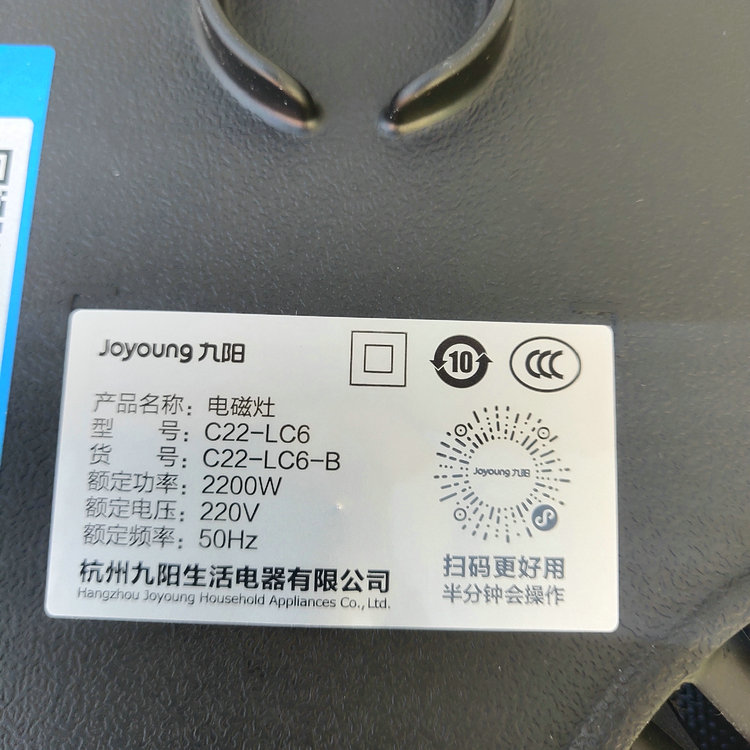 Joyoung 九阳
10
CCC
产品名称：电磁灶
型 号：C22-LC6
货 号：C22-LC6-B
额定功率：2200W
额定电压：220V
额定频率：50Hz
杭州九阳生活电器有限公司
Hangzhou Joyoung Household Appliances Co.,Ltd.
Joyoung 九阳
扫码更好用
半分钟会操作